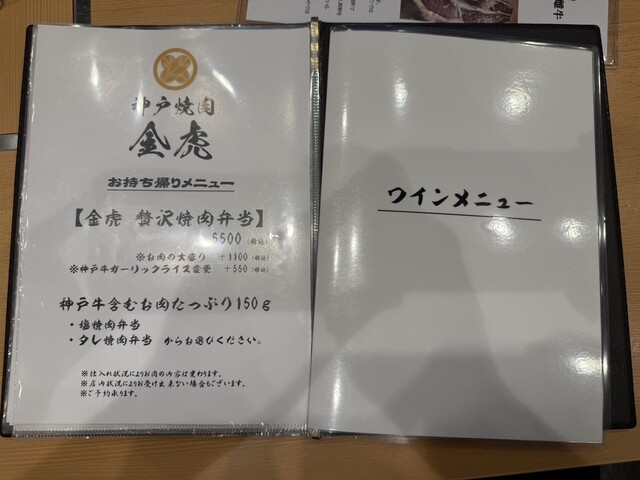 神戸焼肉
金虎
お持ち帰りメニュー
【金虎 贅沢焼肉弁当】
5500（税込）
※お肉の大盛り +1100（税込）
※神戸牛ガーリックライス変更 +550（税込）
神戸牛含むお肉たっぷり150g
・塩焼肉弁当
・タレ焼肉弁当 からお選びください。
※仕入れ状況によりお肉の内容は変わります。
※店内状況によりお受け出来ない場合もございます。
※ご予約承ります。
ワインメニュー